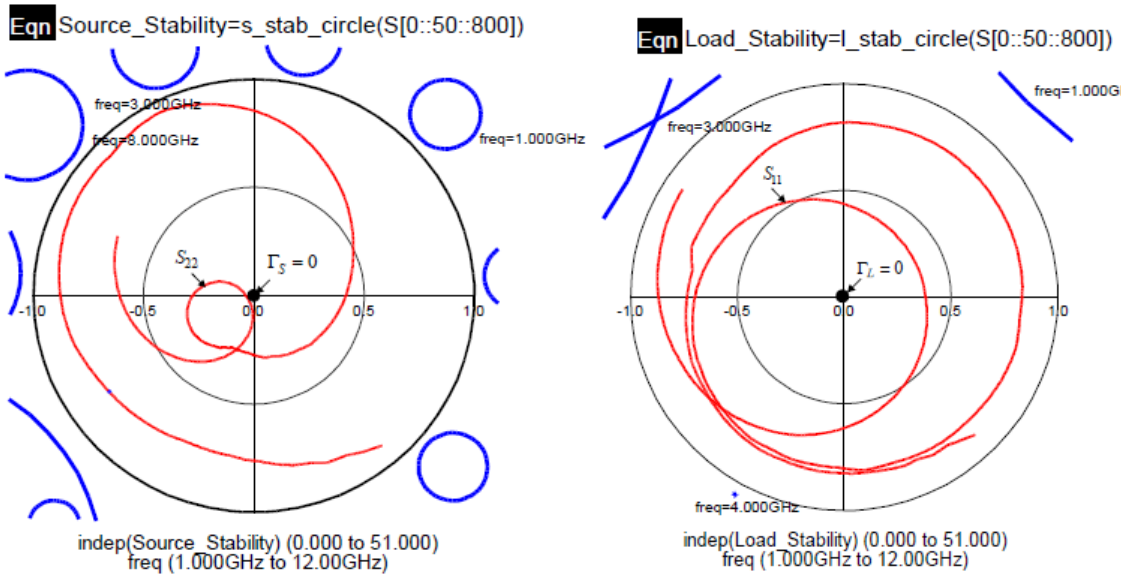 Eqn Source_Stability=s_stab_circle(S[0::50::800])
freq=3.000GHz
freq=8.000GHz
freq=1.000GHz
S22
ΓS = 0
-1.0 -0.5 0.0 0.5 1.0
indep(Source_Stability) (0.000 to 51.000)
freq (1.000GHz to 12.00GHz)
Eqn Load_Stability=l_stab_circle(S[0::50::800])
freq=1.000G
freq=3.000GHz
S11
ΓL = 0
-1.0 -0.5 0.0 0.5 1.0
freq=4.000GHz
indep(Load_Stability) (0.000 to 51.000)
freq (1.000GHz to 12.00GHz)